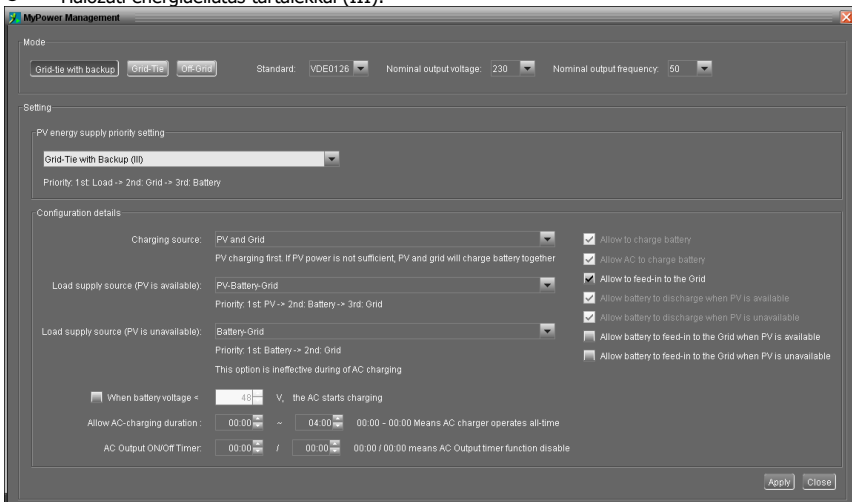 Hálózati energiaellátás tartalékkal (III):
MyPower Management
Mode
Grid-tie with backup Grid-Tie Off-Grid Standard: VDE0126 Nominal output voltage: 230 Nominal output frequency: 50
Setting
PV energy supply priority setting
Grid-Tie with Backup (III)
Priority: 1st: Load -> 2nd: Grid -> 3rd: Battery
Configuration details
Charging source: PV and Grid
PV charging first. If PV power is not sufficient, PV and grid will charge battery together
Load supply source (PV is available): PV-Battery-Grid
Priority: 1st: PV -> 2nd: Battery -> 3rd: Grid
Load supply source (PV is unavailable): Battery-Grid
Priority: 1st: Battery -> 2nd: Grid
This option is ineffective during of AC charging
When battery voltage < 48 V, the AC starts charging
Allow AC-charging duration : 00:00 ~ 04:00 00:00 - 00:00 Means AC charger operates all-time
AC Output ON/Off Timer: 00:00 / 00:00 00:00 / 00:00 means AC Output timer function disable
Allow to charge battery
Allow AC to charge battery
Allow to feed-in to the Grid
Allow battery to discharge when PV is available
Allow battery to discharge when PV is unavailable
Allow battery to feed-in to the Grid when PV is available
Allow battery to feed-in to the Grid when PV is unavailable
Apply Close